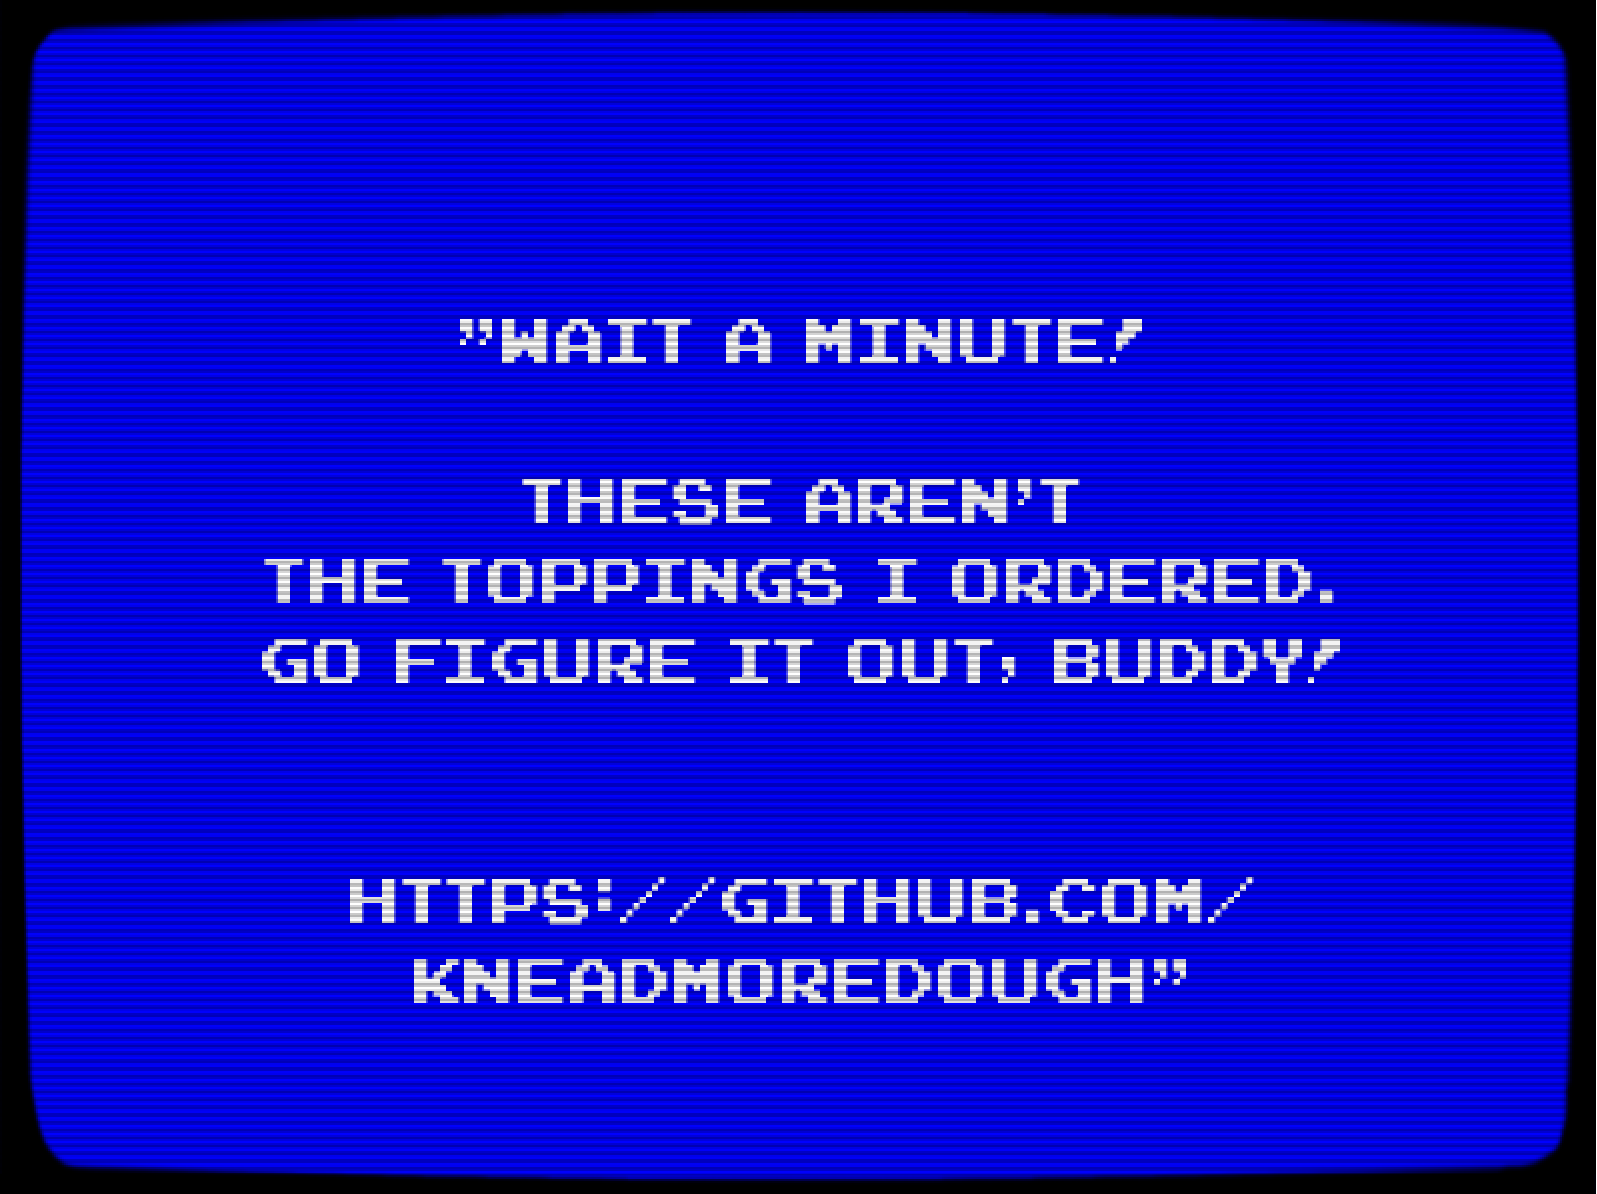 "WAIT A MINUTE!
THESE AREN'T
THE TOPPINGS I ORDERED.
GO FIGURE IT OUT, BUDDY!
HTTPS://GITHUB.COM/
KNEADMOREDOUGH"